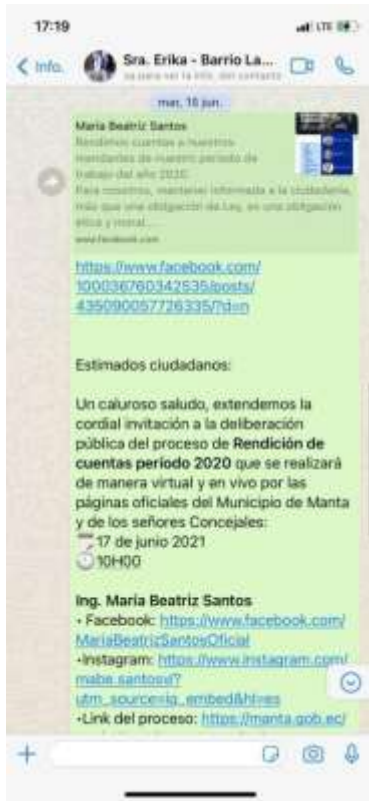 17:19
LTE
Info.
Sra. Erika - Barrio La...
mar, 15 jun.
Maria Beatriz Santos
Rendimos cuentas a nuestros
mandantes de nuestro periodo de
trabajo del año 2020.
Para nosotros, mantener informada a la ciudadanía,
más que una obligación de Ley, es una obligación
ética y moral...
www.facebook.com
https://www.facebook.com/
100036760342535/posts/
435090057726335/?d=n
Estimados ciudadanos:
Un caluroso saludo, extendemos la
cordial invitación a la deliberación
pública del proceso de Rendición de
cuentas periodo 2020 que se realizará
de manera virtual y en vivo por las
páginas oficiales del Municipio de Manta
y de los señores Concejales:
17 de junio 2021
10H00
Ing. Maria Beatriz Santos
• Facebook: https://www.facebook.com/
MariaBeatrizSantosOficial
•Instagram: https://www.instagram.com/
mabe.santosv?
utm_source=ig_embed&hl=es
•Link del proceso: https://manta.gob.ec/